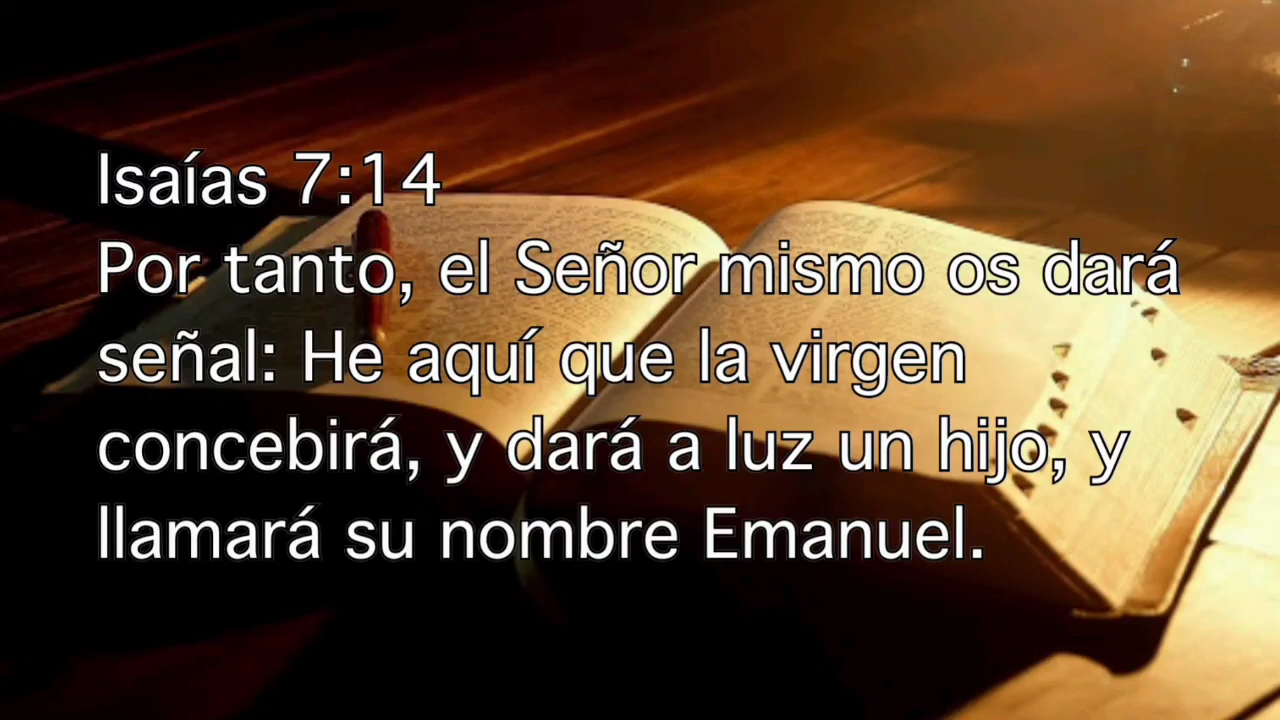 Isaías 7:14
Por tanto, el Señor mismo os dará
señal: He aquí que la virgen
concebirá, y dará a luz un hijo, y
llamará su nombre Emanuel.